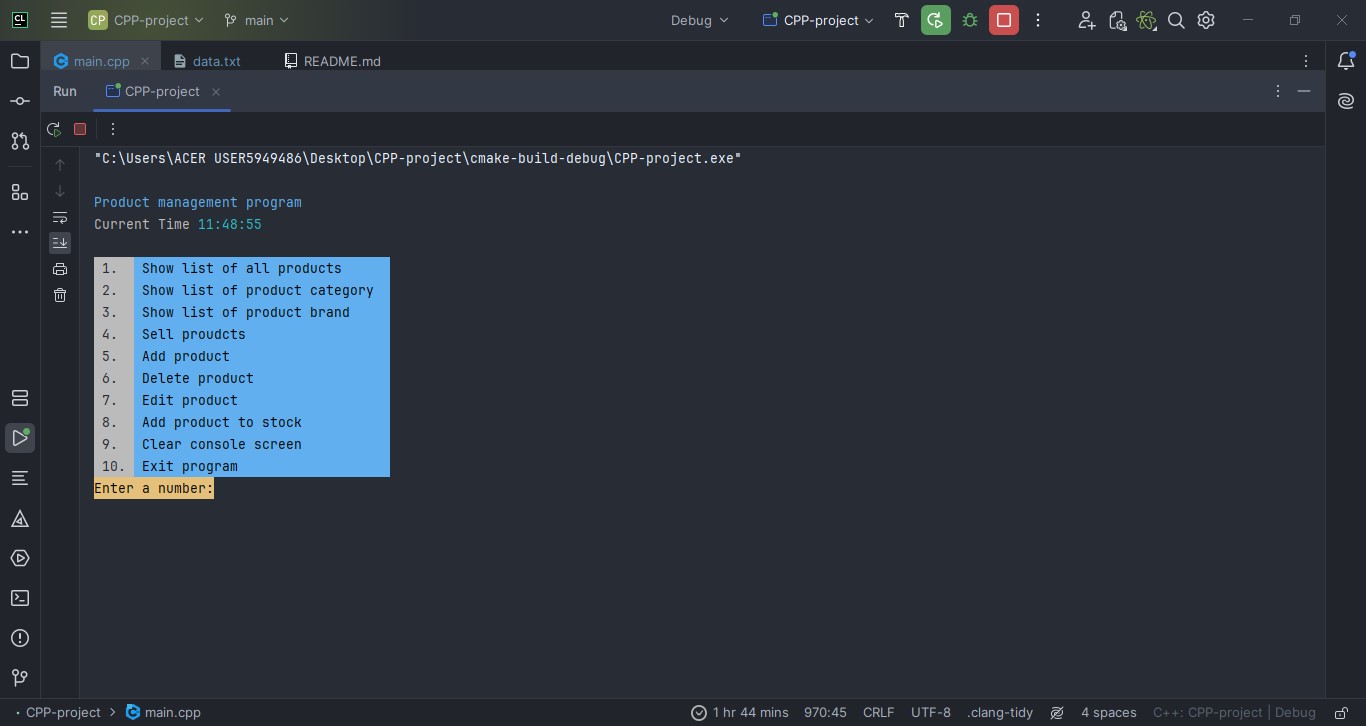 CL
CP CPP-project main Debug CPP-project
main.cpp data.txt README.md
Run CPP-project
"C:\Users\ACER USER5949486\Desktop\CPP-project\cmake-build-debug\CPP-project.exe"
Product management program
Current Time 11:48:55
1. Show list of all products
2. Show list of product category
3. Show list of product brand
4. Sell proudcts
5. Add product
6. Delete product
7. Edit product
8. Add product to stock
9. Clear console screen
10. Exit program
Enter a number:
CPP-project main.cpp 1 hr 44 mins 970:45 CRLF UTF-8 .clang-tidy 4 spaces C++: CPP-project | Debug